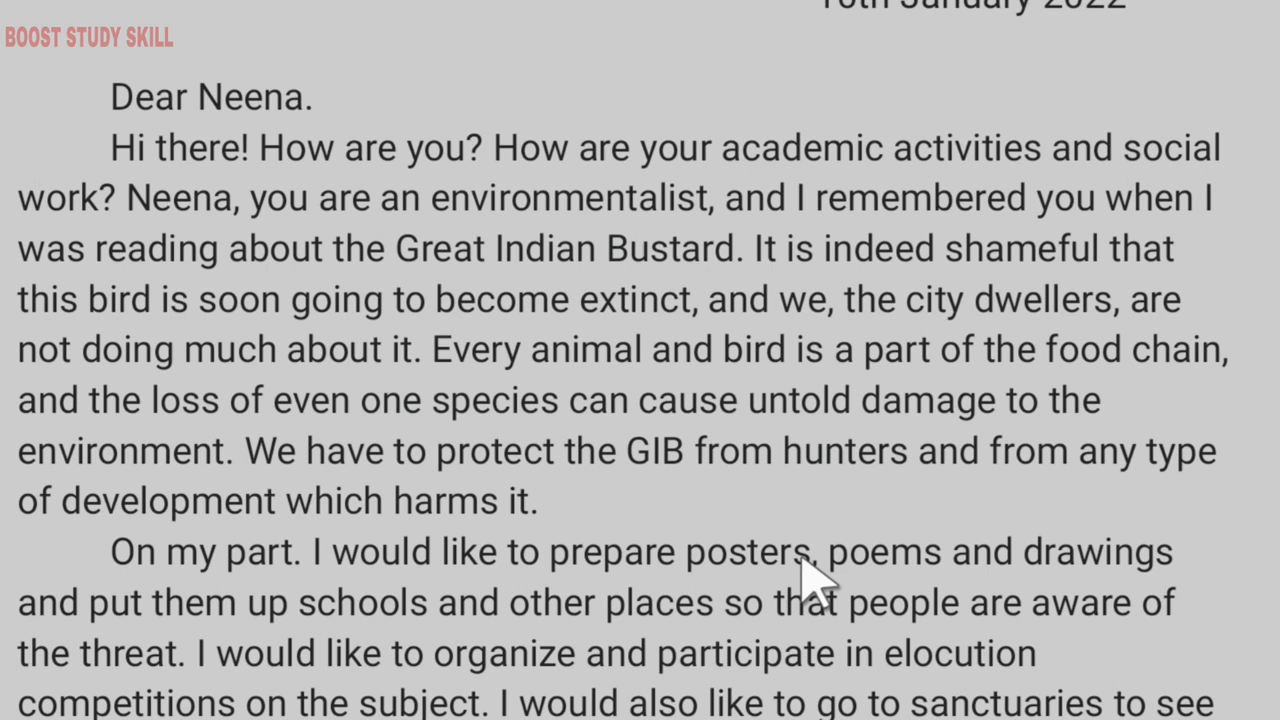 January 2022
BOOST STUDY SKILL
Dear Neena.
Hi there! How are you? How are your academic activities and social
work? Neena, you are an environmentalist, and I remembered you when I
was reading about the Great Indian Bustard. It is indeed shameful that
this bird is soon going to become extinct, and we, the city dwellers, are
not doing much about it. Every animal and bird is a part of the food chain,
and the loss of even one species can cause untold damage to the
environment. We have to protect the GIB from hunters and from any type
of development which harms it.
On my part. I would like to prepare posters, poems and drawings
and put them up schools and other places so that people are aware of
the threat. I would like to organize and participate in elocution
competitions on the subject. I would also like to go to sanctuaries to see